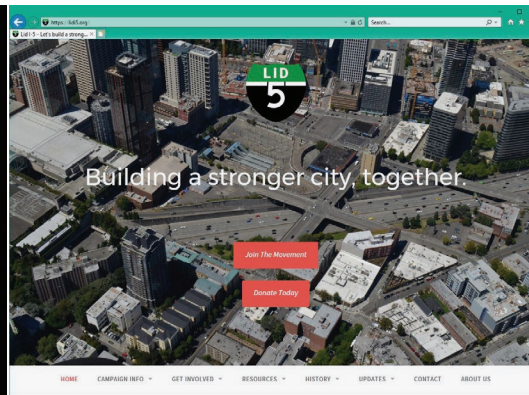 https://lid5.org/
Search...
Lid I-5 - Let's build a strong...
LID
5
Building a stronger city, together.
Join The Movement
Donate Today
HOME CAMPAIGN INFO GET INVOLVED RESOURCES HISTORY UPDATES CONTACT ABOUT US